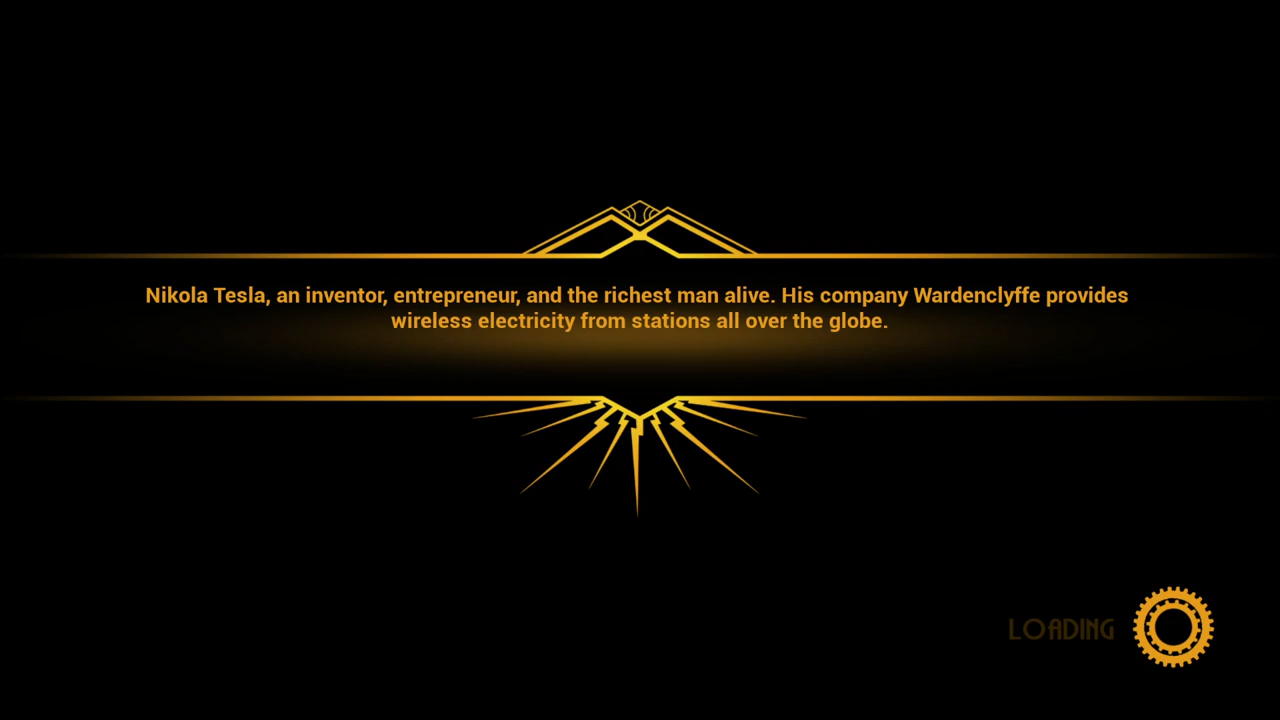 Nikola Tesla, an inventor, entrepreneur, and the richest man alive. His company Wardenclyffe provides
wireless electricity from stations all over the globe.
LOADING